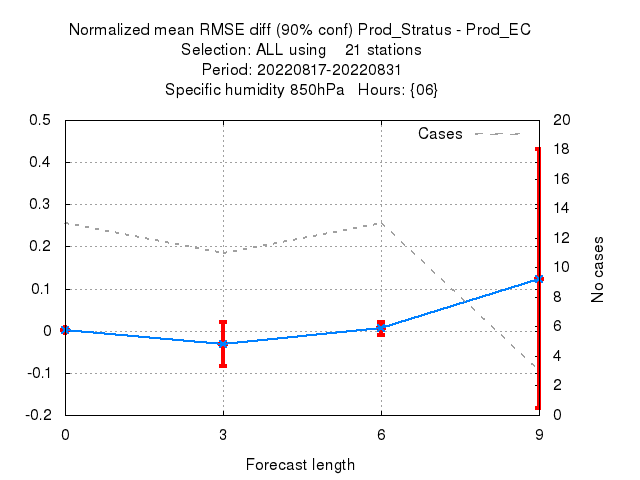 Normalized mean RMSE diff (90% conf) Prod_Stratus - Prod_EC
Selection: ALL using    21 stations
Period: 20220817-20220831
Specific humidity 850hPa   Hours: {06}
Cases
0.5
0.4
0.3
0.2
0.1
0
-0.1
-0.2
20
18
16
14
12
10
8
6
4
2
0
No cases
0 3 6 9
Forecast length